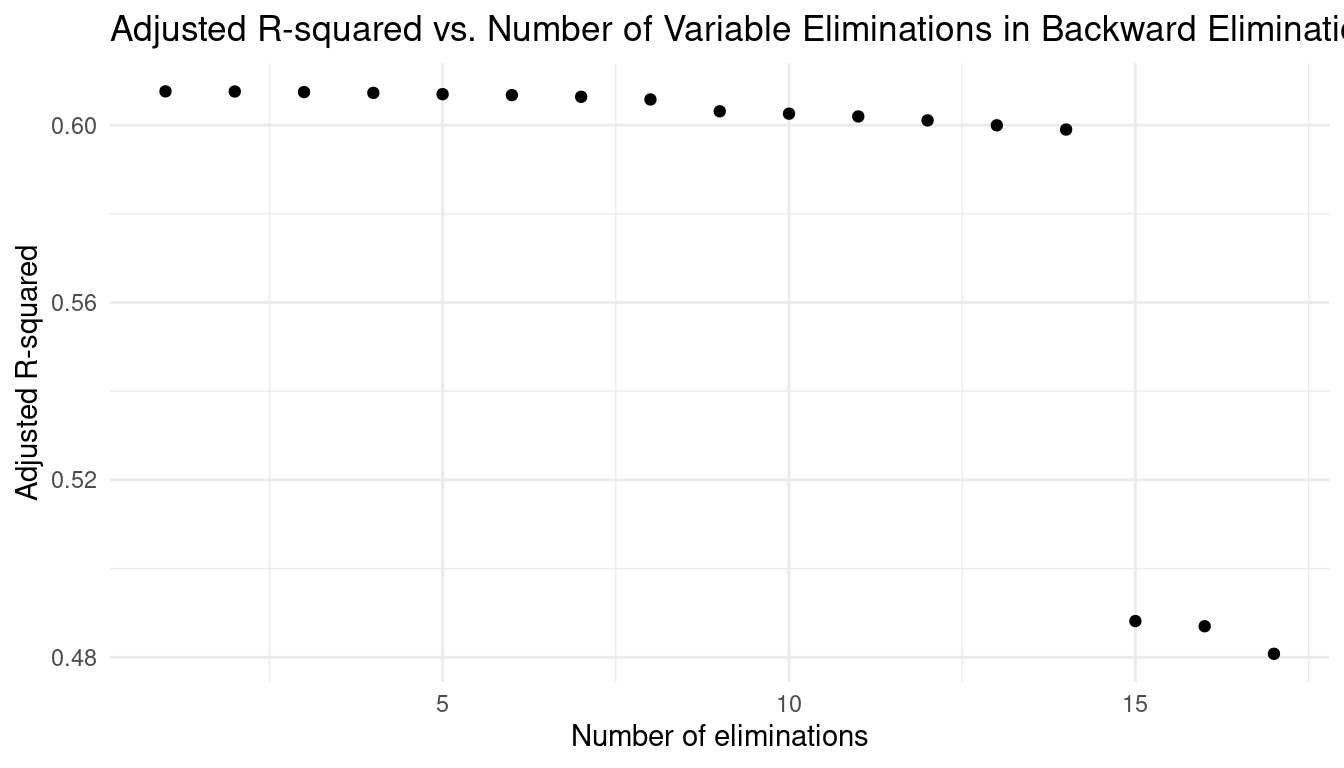 Adjusted R-squared vs. Number of Variable Eliminations in Backward Eliminatio
0.60
0.56
0.52
0.48
Adjusted R-squared
5 10 15
Number of eliminations